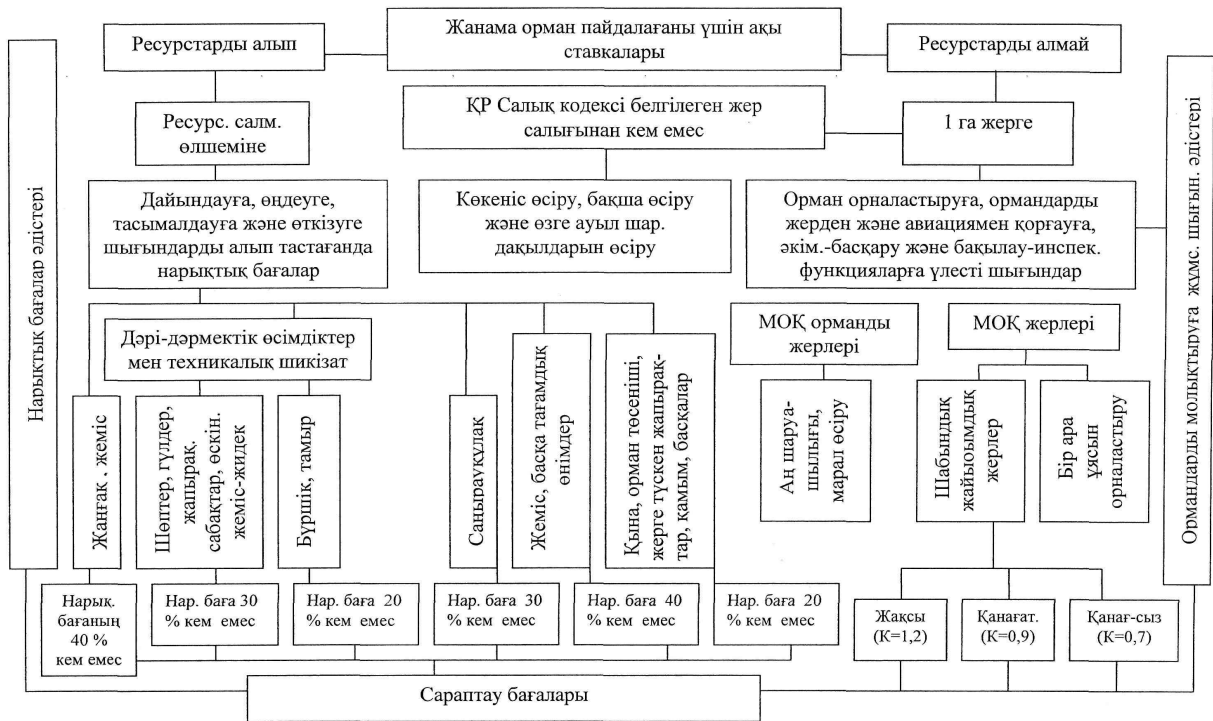 Жанама орман пайдалағаны үшін ақы
ставкалары
Ресурстарды алып
Ресурстарды алмай
Нарықтық бағалар әдістері
Ормандарды молықтыруға жұмс. шығын. әдістері
Ресурс. салм.
өлшеміне
ҚР Салық кодексі белгілеген жер
салығынан кем емес
1 га жерге
Дайындауға, өңдеуге,
тасымалдауға және өткізуге
шығындарды алып тастағанда
нарықтық бағалар
Көкеніс өсіру, бақша өсіру
және өзге ауыл шар.
дақылдарын өсіру
Орман орналастыруға, ормандарды
жерден және авиациямен қорғауға,
әкім.-басқару және бақылау-инспек.
функцияларға үлесті шығындар
Дәрі-дәрмектік өсімдіктер
мен техникалық шикізат
МОҚ орманды
жерлері
МОҚ жерлері
Жанғақ , жеміс
Шөптер, гүлдер,
жапырақ.
сабақтар, өскін.
жеміс-жидек
Бүршік, тамыр
Саңырауқұлақ
Жеміс, басқа тағамдық
өнімдер
Қына, орман төсеніші,
жерге түскен жапырақ-
тар, қамым, басқалар
Аң шаруа-
шылығы,
марал өсіру
Шабындық
жайыоымдық
жерлер
Бір ара
ұясын
орналастыру
Нарық.
бағаның
40 %
кем емес
Нар. баға 30
% кем емес
Нар. баға 20
% кем емес
Нар. баға 30
% кем емес
Нар. баға 40
% кем емес
Нар. баға 20
% кем емес
Жақсы
(К=1,2)
Қанағат.
(К=0,9)
Қанағ-сыз
(К=0,7)
Сараптау бағалары